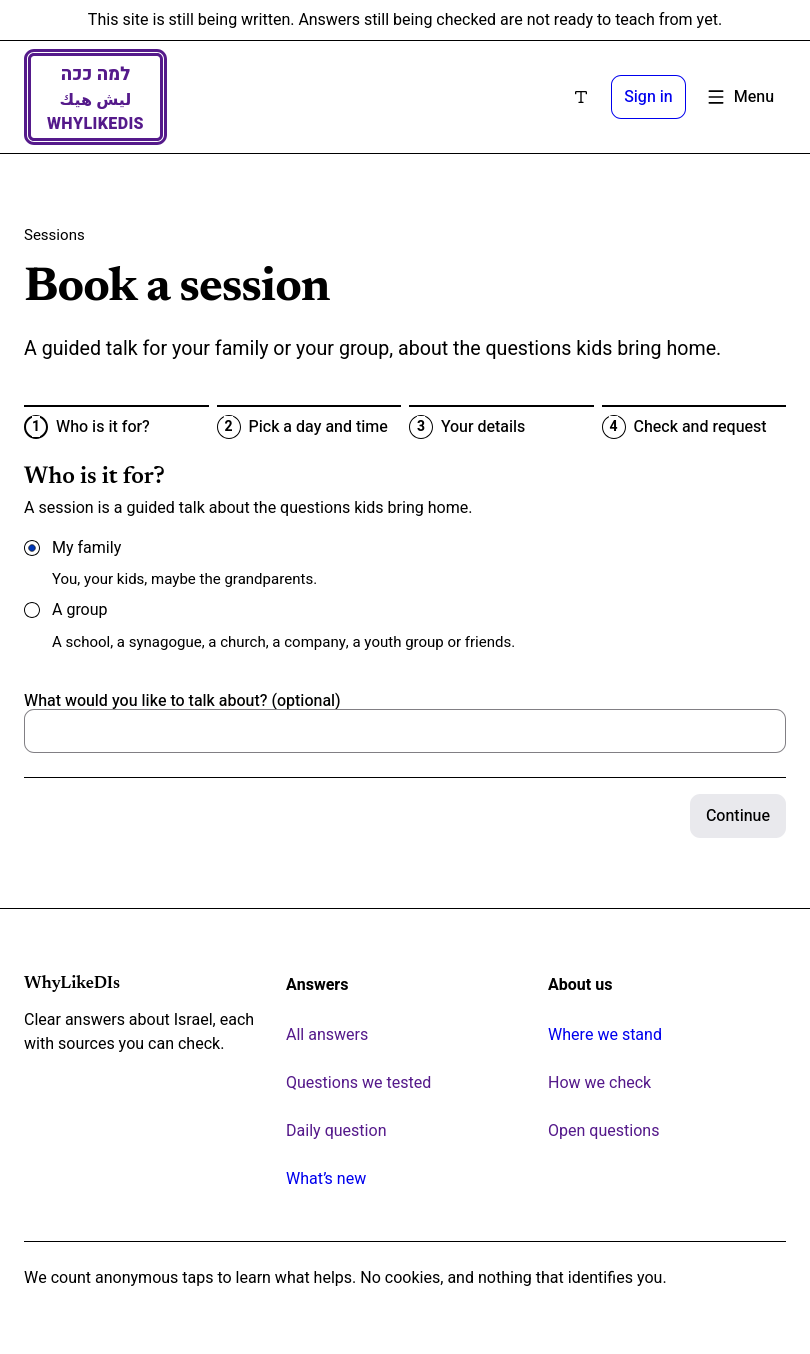 This site is still being written. Answers still being checked are not ready to teach from yet.
למה ככה
ليش هيك
WHYLIKEDIS
T
Sign in
Menu
Sessions
Book a session
A guided talk for your family or your group, about the questions kids bring home.
1 Who is it for?
2 Pick a day and time
3 Your details
4 Check and request
Who is it for?
A session is a guided talk about the questions kids bring home.
My family
You, your kids, maybe the grandparents.
A group
A school, a synagogue, a church, a company, a youth group or friends.
What would you like to talk about? (optional)
Continue
WhyLikeDIs
Clear answers about Israel, each
with sources you can check.
Answers
All answers
Questions we tested
Daily question
What’s new
About us
Where we stand
How we check
Open questions
We count anonymous taps to learn what helps. No cookies, and nothing that identifies you.